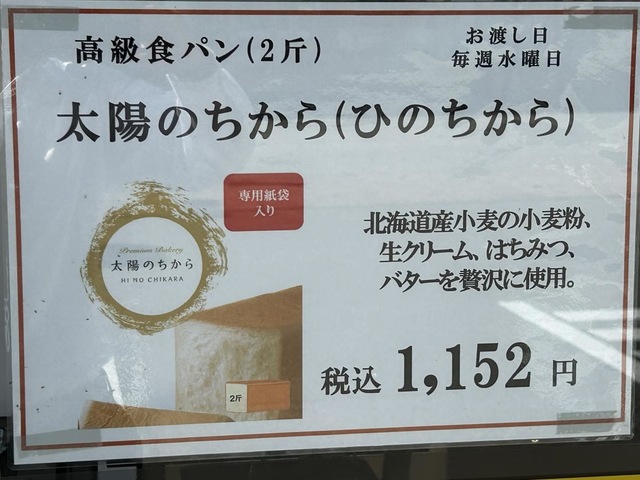 高級食パン(2斤)
お渡し日
毎週水曜日
太陽のちから(ひのちから)
専用紙袋
入り
Premium Bakery
太陽のちから
HI NO CHIKARA
北海道産小麦の小麦粉、
生クリーム、はちみつ、
バターを贅沢に使用。
2斤
税込 1,152 円